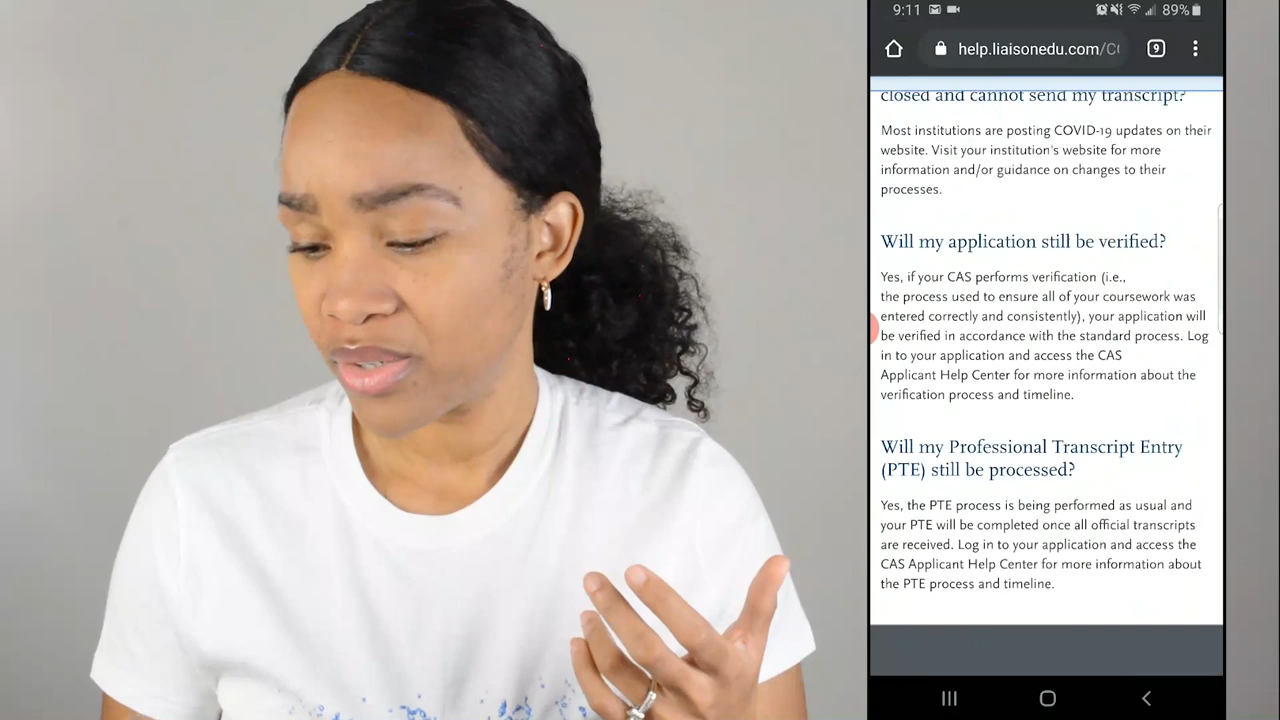 9:11
89%
help.liaisonedu.com/C
9
closed and cannot send my transcript?
Most institutions are posting COVID-19 updates on their
website. Visit your institution's website for more
information and/or guidance on changes to their
processes.
Will my application still be verified?
Yes, if your CAS performs verification (i.e.,
the process used to ensure all of your coursework was
entered correctly and consistently), your application will
be verified in accordance with the standard process. Log
in to your application and access the CAS
Applicant Help Center for more information about the
verification process and timeline.
Will my Professional Transcript Entry
(PTE) still be processed?
Yes, the PTE process is being performed as usual and
your PTE will be completed once all official transcripts
are received. Log in to your application and access the
CAS Applicant Help Center for more information about
the PTE process and timeline.